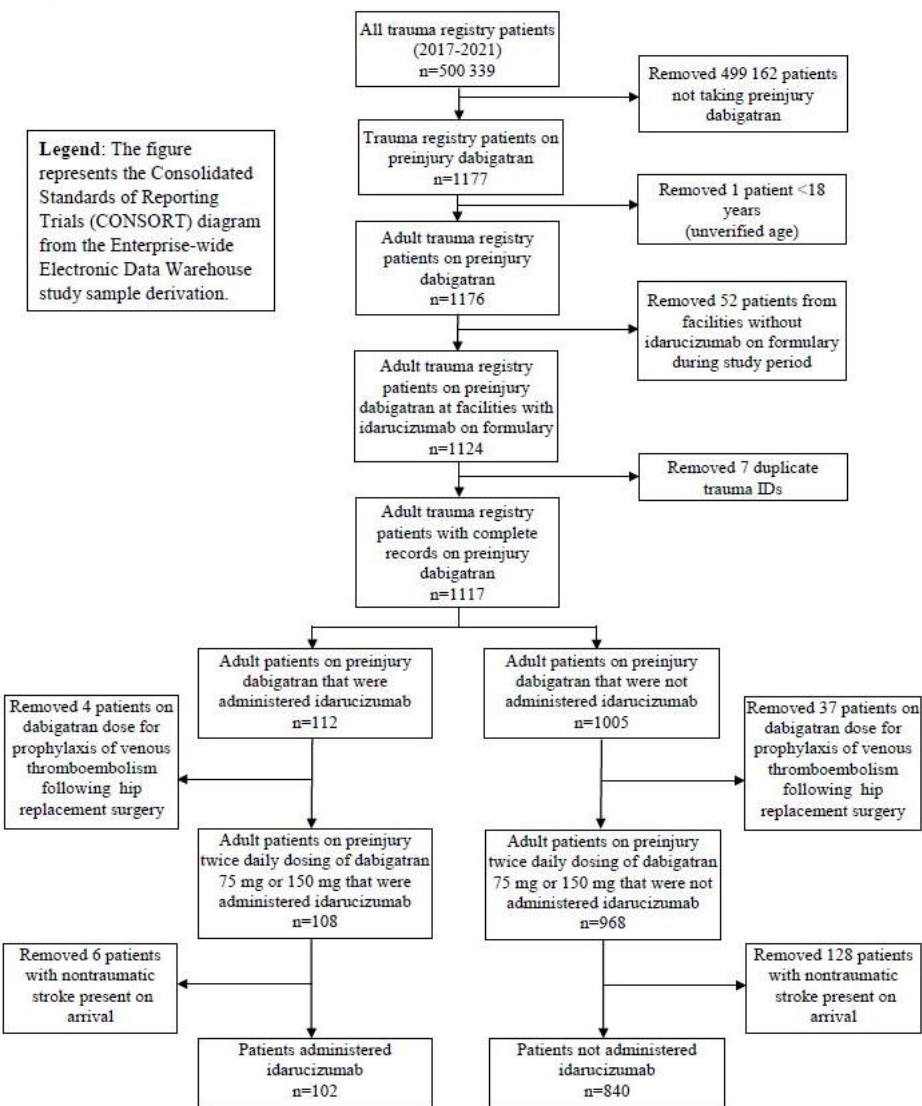 All trauma registry patients
(2017-2021)
n=500 339
Removed 499 162 patients
not taking preinjury
dabigatran
Legend: The figure
represents the Consolidated
Standards of Reporting
Trials (CONSORT) diagram
from the Enterprise-wide
Electronic Data Warehouse
study sample derivation.
Trauma registry patients on
preinjury dabigatran
n=1177
Removed 1 patient <18
years
(unverified age)
Adult trauma registry
patients on preinjury
dabigatran
n=1176
Removed 52 patients from
facilities without
idarucizumab on formulary
during study period
Adult trauma registry
patients on preinjury
dabigatran at facilities with
idarucizumab on formulary
n=1124
Removed 7 duplicate
trauma IDs
Adult trauma registry
patients with complete
records on preinjury
dabigatran
n=1117
Adult patients on preinjury
dabigatran that were
administered idarucizumab
n=112
Adult patients on preinjury
dabigatran that were not
administered idarucizumab
n=1005
Removed 4 patients on
dabigatran dose for
prophylaxis of venous
thromboembolism
following hip
replacement surgery
Removed 37 patients on
dabigatran dose for
prophylaxis of venous
thromboembolism
following hip
replacement surgery
Adult patients on preinjury
twice daily dosing of dabigatran
75 mg or 150 mg that were
administered idarucizumab
n=108
Adult patients on preinjury
twice daily dosing of dabigatran
75 mg or 150 mg that were not
administered idarucizumab
n=968
Removed 6 patients
with nontraumatic
stroke present on
arrival
Removed 128 patients
with nontraumatic
stroke present on
arrival
Patients administered
idarucizumab
n=102
Patients not administered
idarucizumab
n=840